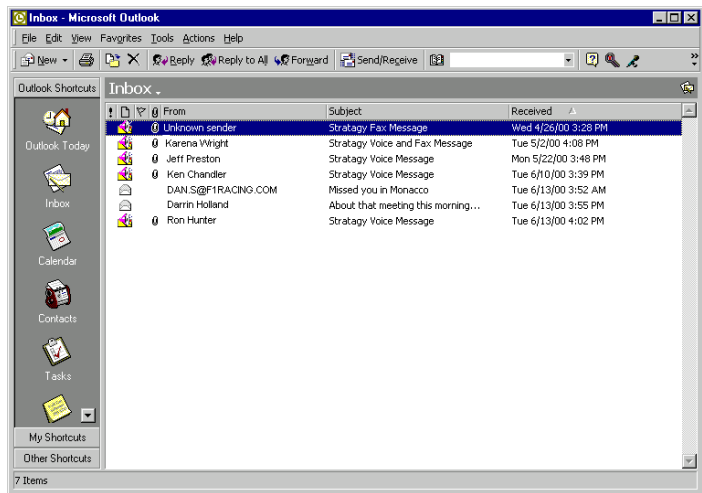 Inbox - Microsoft Outlook
File Edit View Favorites Tools Actions Help
New Reply Reply to All Forward Send/Receive
Outlook Shortcuts Inbox
! From Subject Received
Unknown sender Stratagy Fax Message Wed 4/26/00 3:28 PM
Karena Wright Stratagy Voice and Fax Message Tue 5/2/00 4:08 PM
Jeff Preston Stratagy Voice Message Mon 5/22/00 3:48 PM
Ken Chandler Stratagy Voice Message Tue 6/10/00 3:39 PM
DAN.S@F1RACING.COM Missed you in Monacco Tue 6/13/00 3:52 AM
Darrin Holland About that meeting this morning... Tue 6/13/00 3:55 PM
Ron Hunter Stratagy Voice Message Tue 6/13/00 4:02 PM
Outlook Today
Inbox
Calendar
Contacts
Tasks
My Shortcuts
Other Shortcuts
7 Items